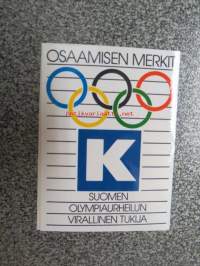 OSAAMISEN MERKIT
K
SUOMEN
OLYMPIAURHEILUN
VIRALLINEN TUKIJA